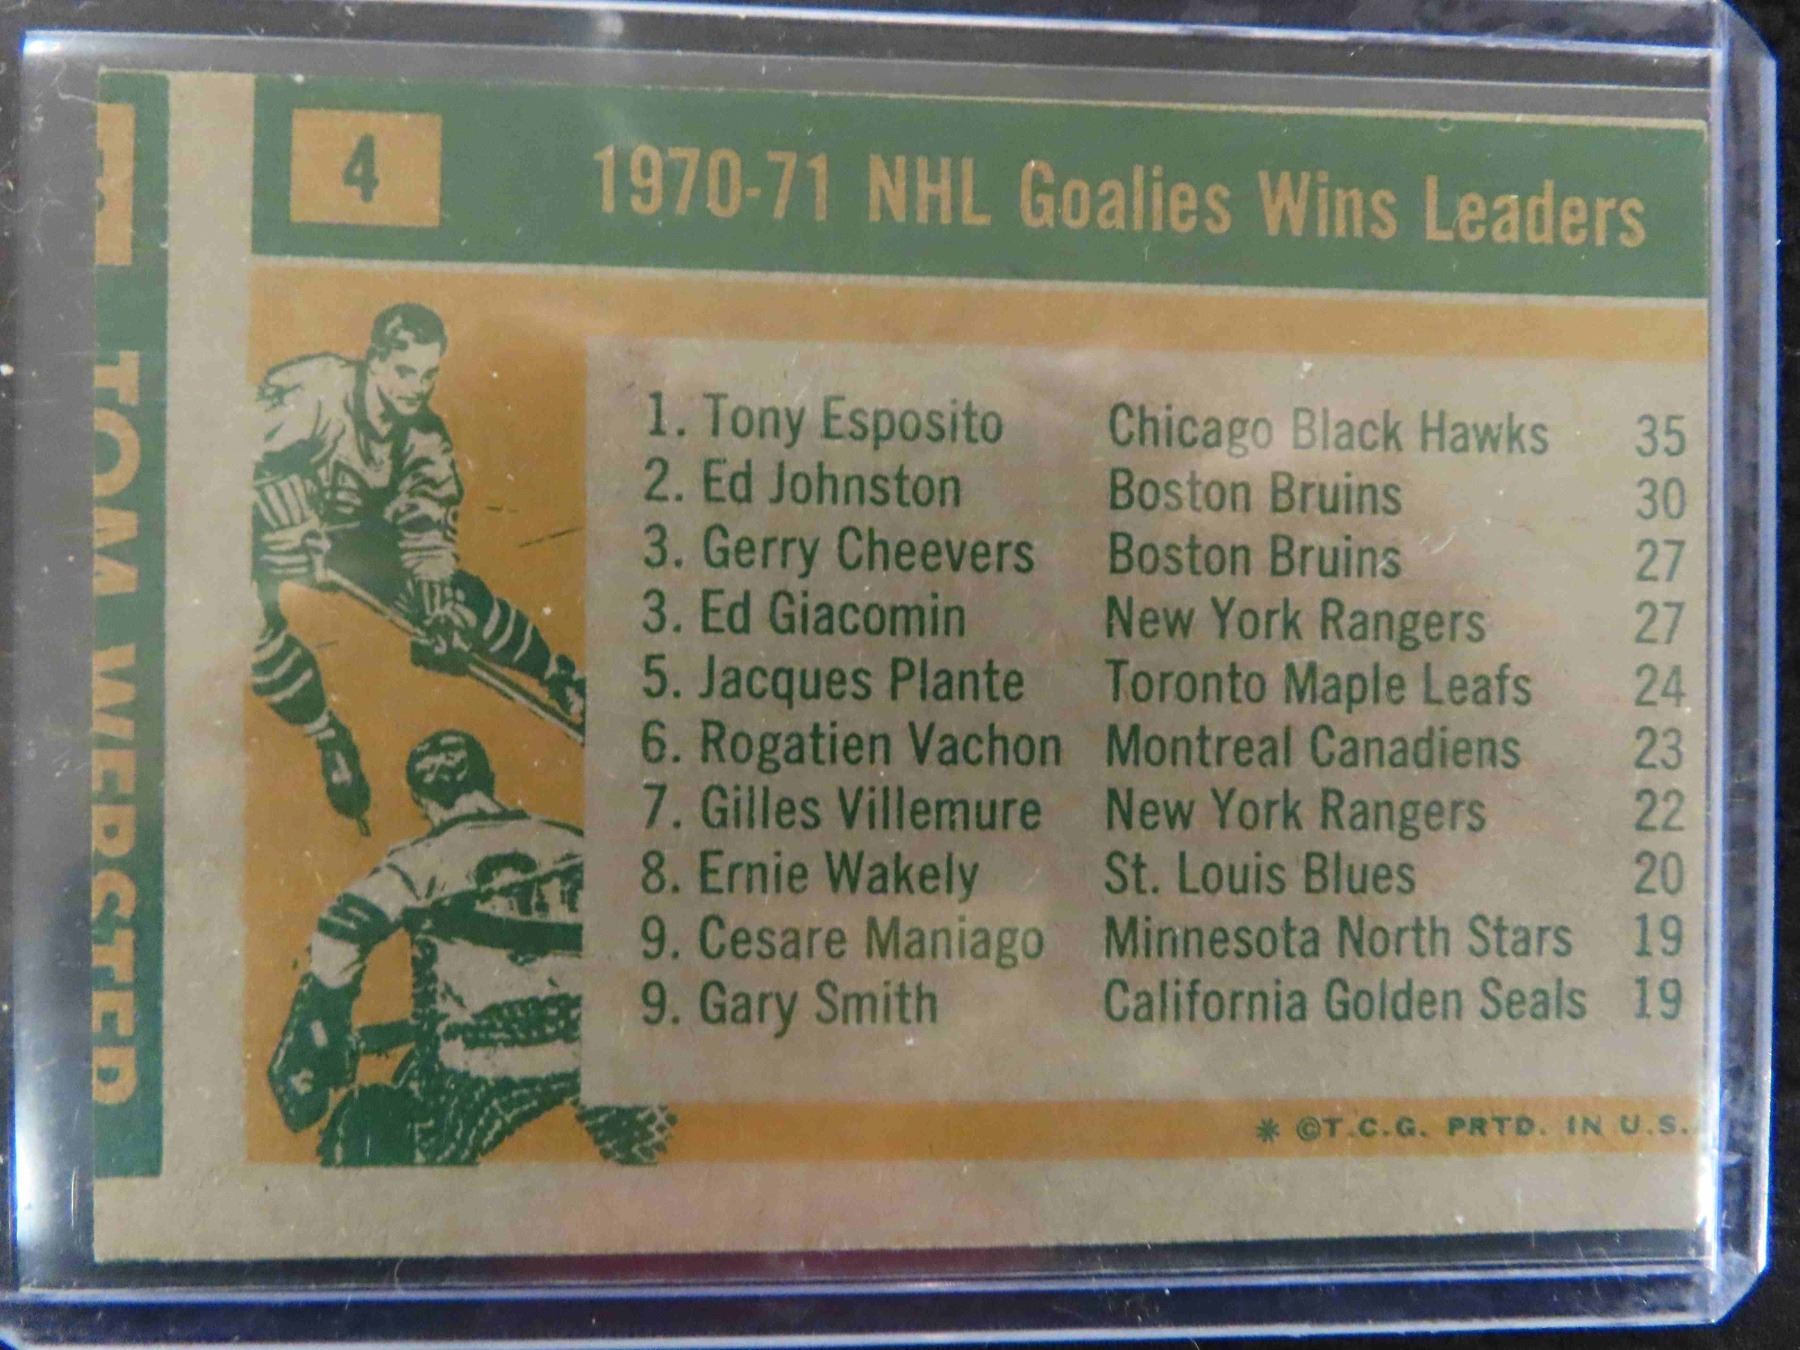 4
1970-71 NHL Goalies Wins Leaders
1. Tony Esposito Chicago Black Hawks 35
2. Ed Johnston Boston Bruins 30
3. Gerry Cheevers Boston Bruins 27
3. Ed Giacomin New York Rangers 27
5. Jacques Plante Toronto Maple Leafs 24
6. Rogatien Vachon Montreal Canadiens 23
7. Gilles Villemure New York Rangers 22
8. Ernie Wakely St. Louis Blues 20
9. Cesare Maniago Minnesota North Stars 19
9. Gary Smith California Golden Seals 19
* ©T.C.G. PRTD. IN U.S.
TOM WEBSTER